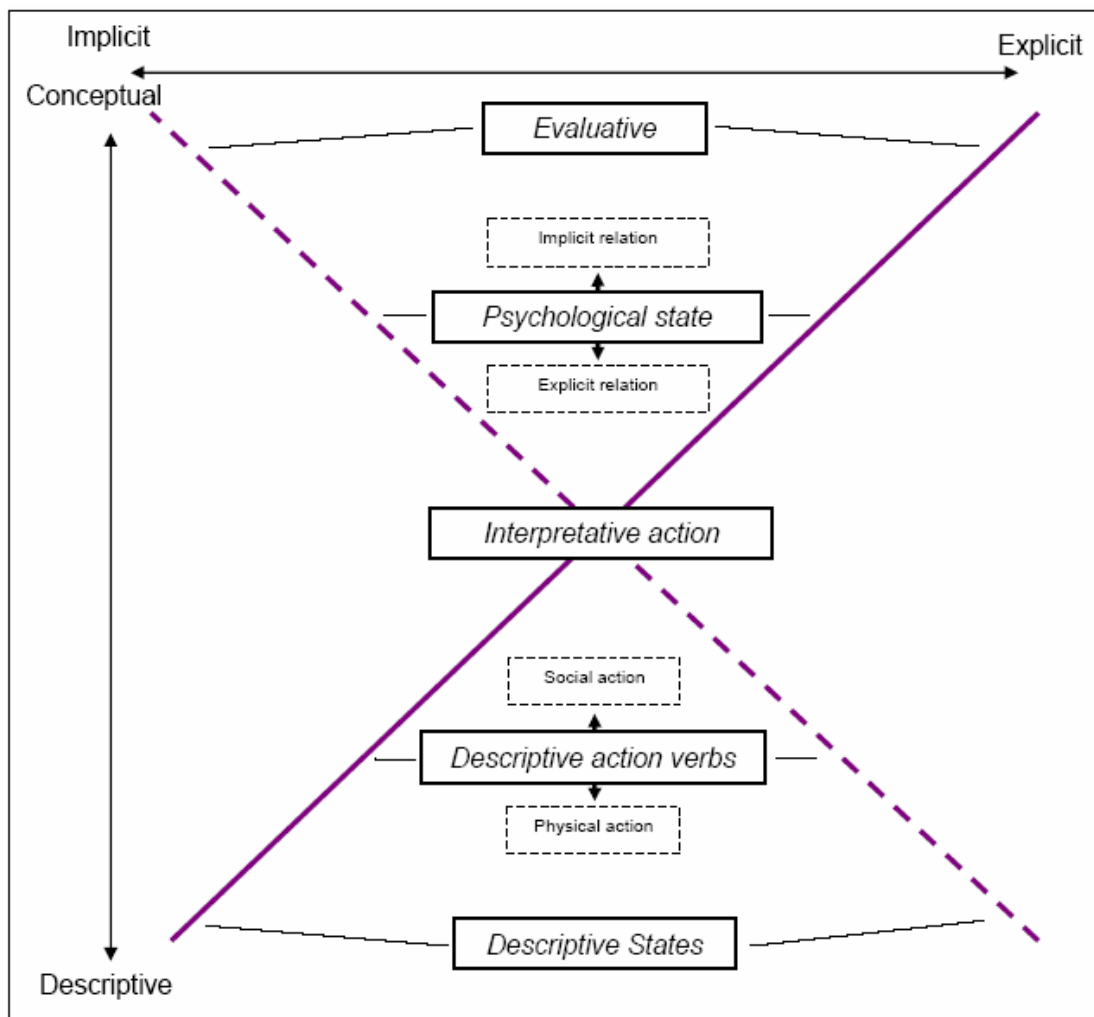 Implicit
Explicit
Conceptual
Evaluative
Implicit relation
Psychological state
Explicit relation
Interpretative action
Social action
Descriptive action verbs
Physical action
Descriptive States
Descriptive